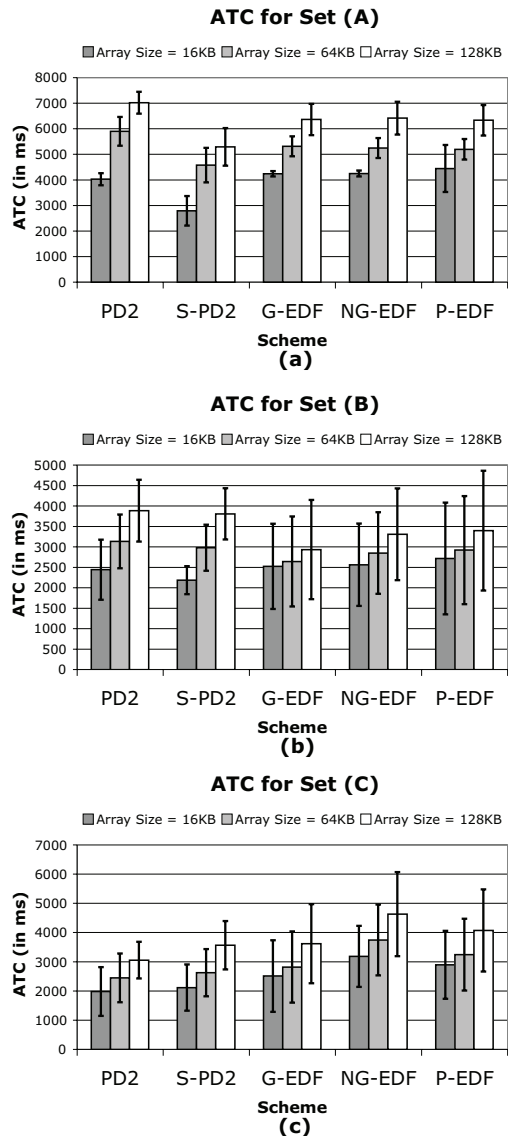 ATC for Set (A)
Array Size = 16KB Array Size = 64KB Array Size = 128KB
8000
7000
6000
5000
4000
3000
2000
1000
0
ATC (in ms)
PD2 S-PD2 G-EDF NG-EDF P-EDF
Scheme
(a)
ATC for Set (B)
Array Size = 16KB Array Size = 64KB Array Size = 128KB
5000
4500
4000
3500
3000
2500
2000
1500
1000
500
0
ATC (in ms)
PD2 S-PD2 G-EDF NG-EDF P-EDF
Scheme
(b)
ATC for Set (C)
Array Size = 16KB Array Size = 64KB Array Size = 128KB
7000
6000
5000
4000
3000
2000
1000
0
ATC (in ms)
PD2 S-PD2 G-EDF NG-EDF P-EDF
Scheme
(c)